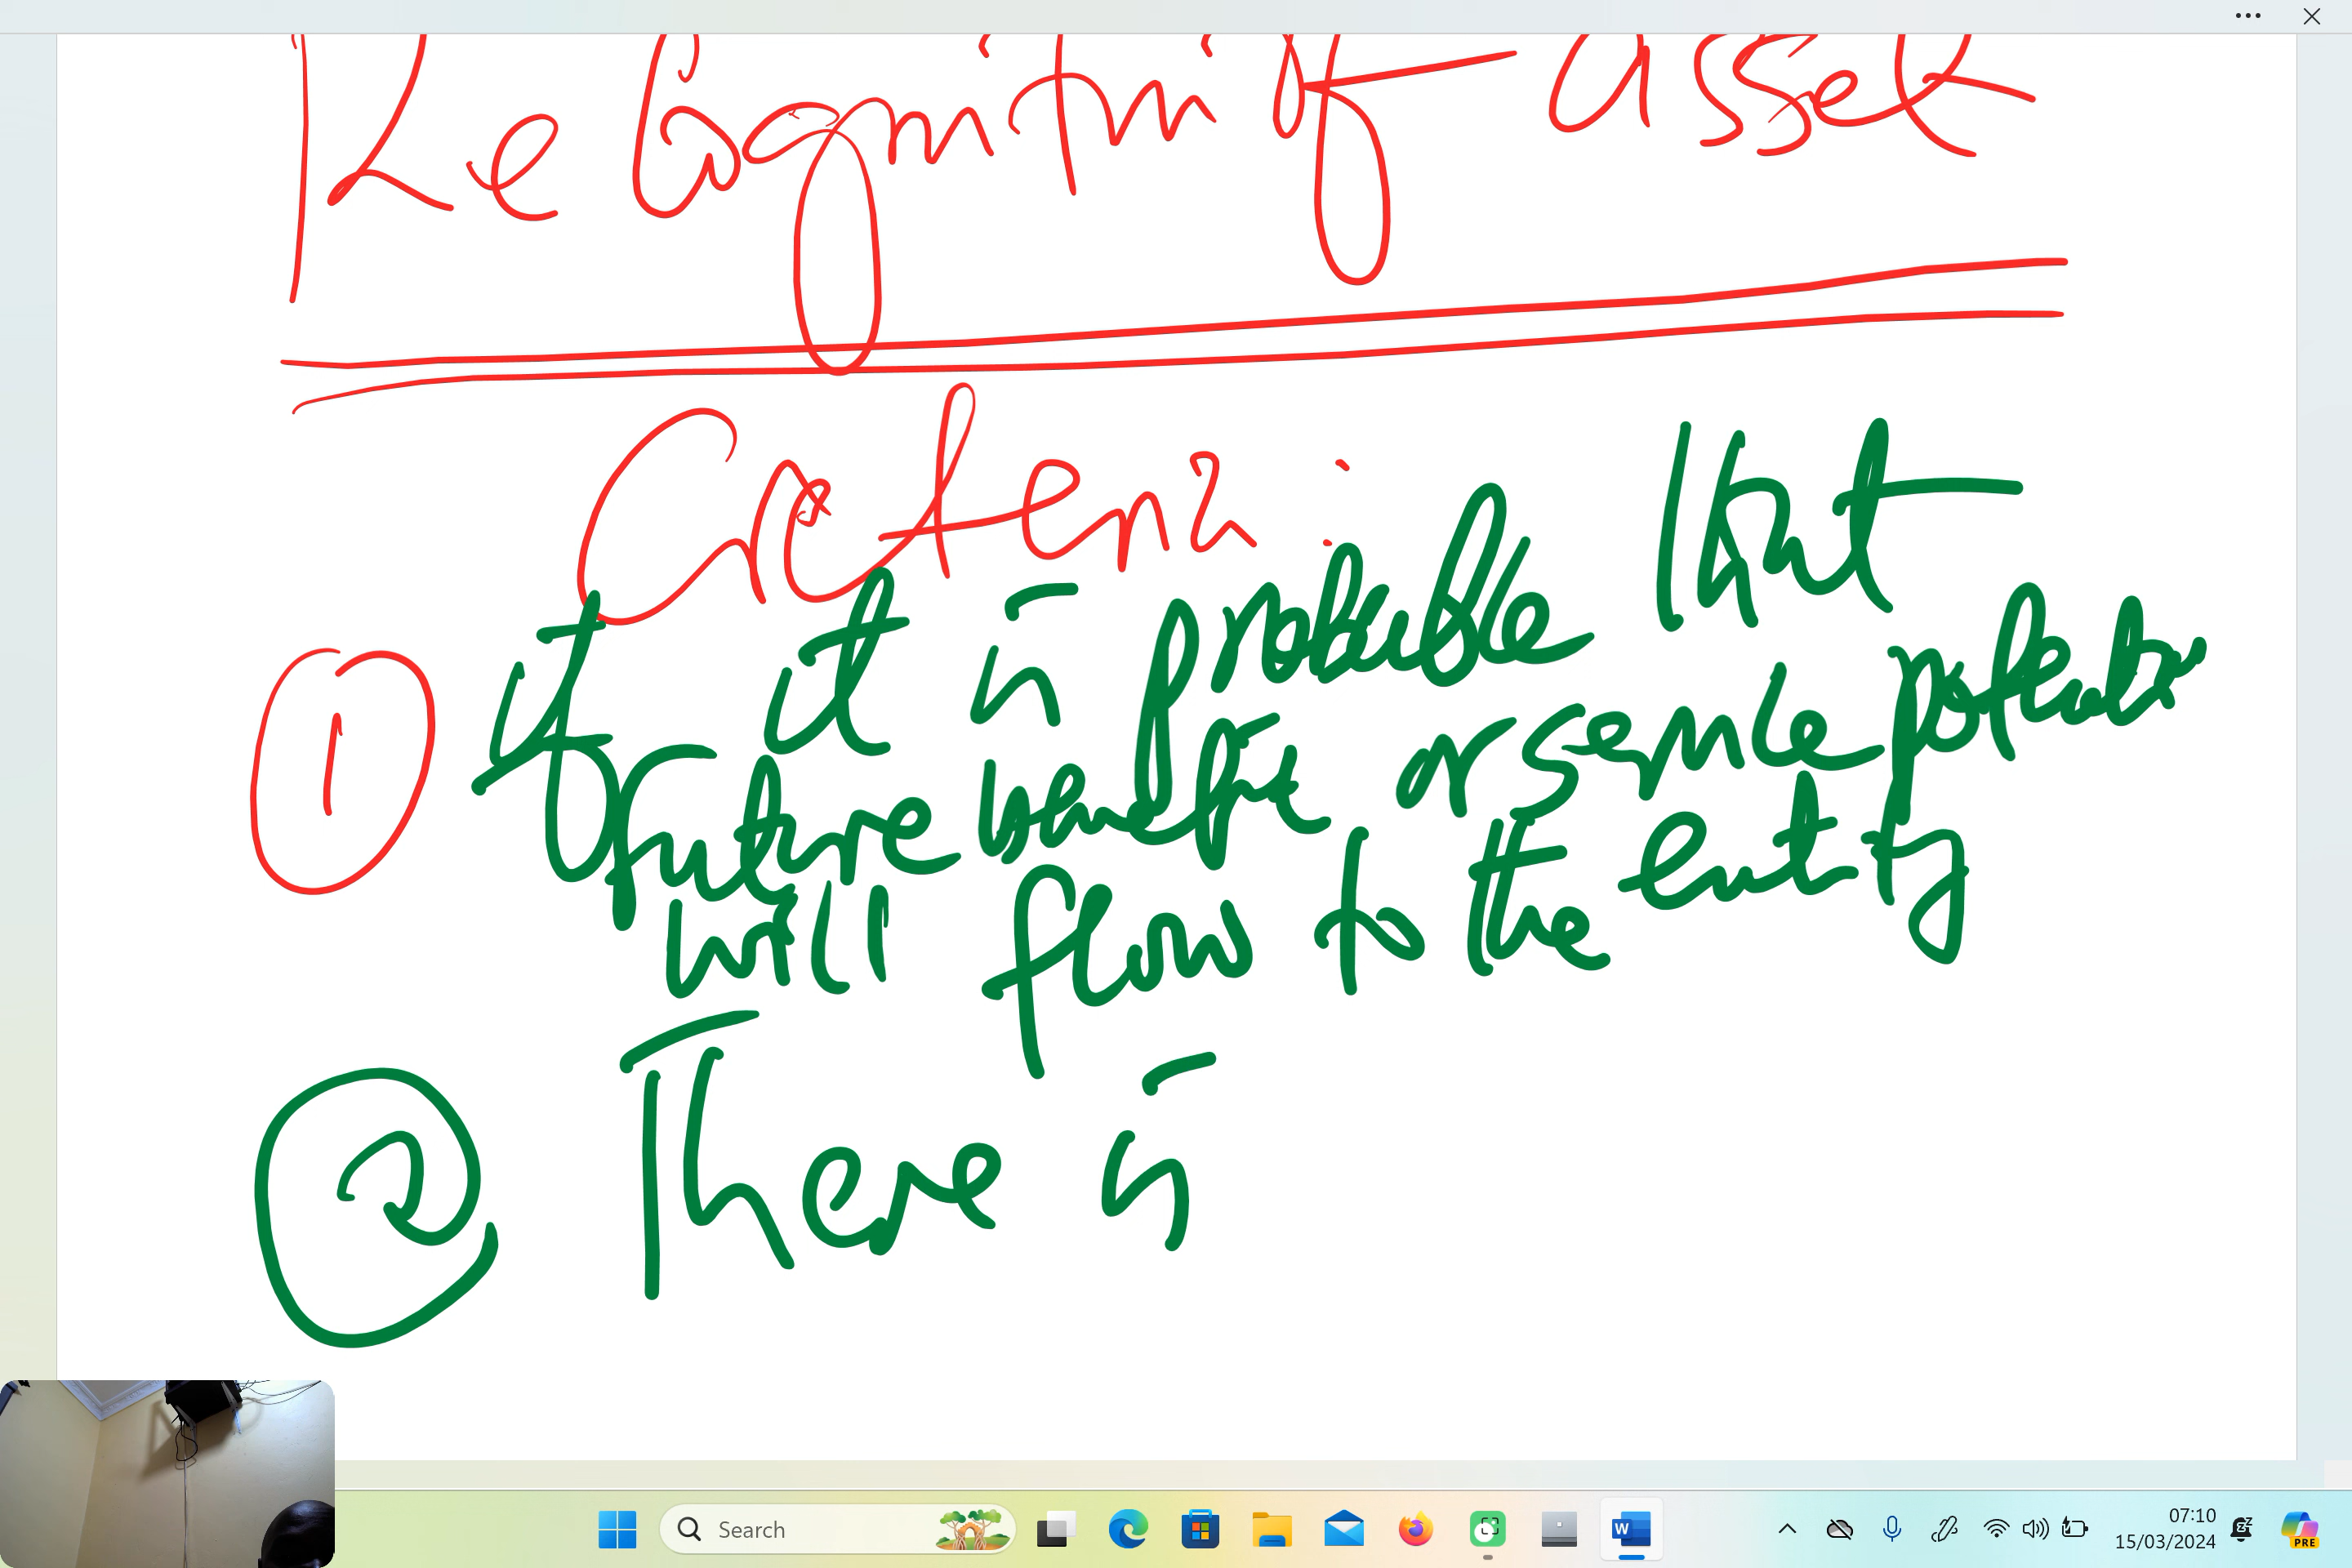 Recognition of asset
Criteria :
① If it is probable that
future benefit or service potential
will flow to the entity
② There is
Search
07:10
15/03/2024
W
PRE